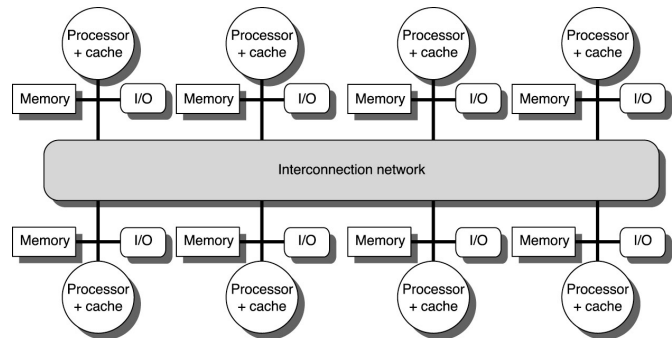 Processor
+ cache
Processor
+ cache
Processor
+ cache
Processor
+ cache
Memory I/O Memory I/O Memory I/O Memory I/O
Interconnection network
Memory I/O Memory I/O Memory I/O Memory I/O
Processor
+ cache
Processor
+ cache
Processor
+ cache
Processor
+ cache